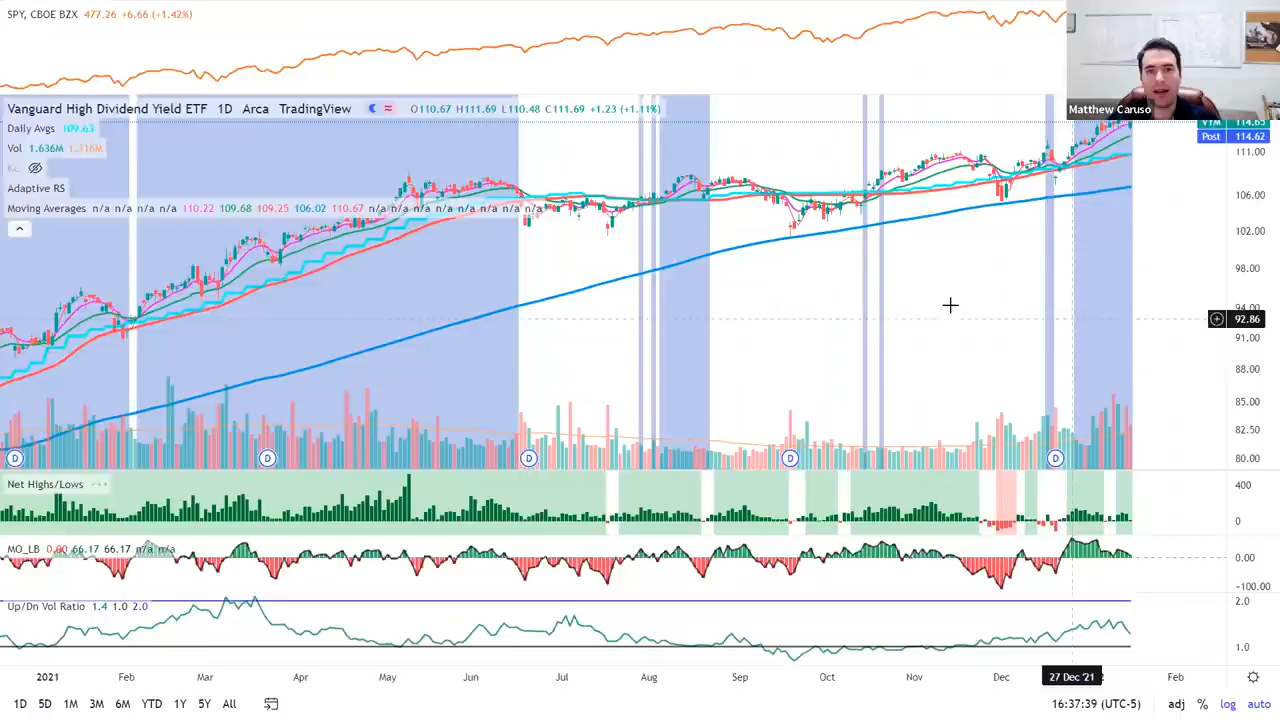 SPY, CBOE BZX 477.26 +6.66 (+1.42%)
Matthew Caruso
Vanguard High Dividend Yield ETF 1D Arca TradingView O110.67 H111.69 L110.48 C111.69 +1.23 (+1.11%)
VYM 114.65
Post 114.62
Daily Avgs 109.63
Vol 1.636M 1.316M
Adaptive RS
Moving Averages n/a n/a n/a n/a 110.22 109.68 109.25 106.02 110.67 n/a n/a n/a n/a n/a n/a n/a n/a n/a
111.00
106.00
102.00
98.00
94.00
92.86
91.00
88.00
85.00
82.50
80.00
D D D D D
Net Highs/Lows
400
0
MO_LB 0.00 66.17 66.17 n/a n/a
0.00
-100.00
Up/Dn Vol Ratio 1.4 1.0 2.0
2.0
1.0
2021 Feb Mar Apr May Jun Jul Aug Sep Oct Nov Dec 27 Dec '21 Feb
1D 5D 1M 3M 6M YTD 1Y 5Y All 16:37:39 (UTC-5) adj % log auto